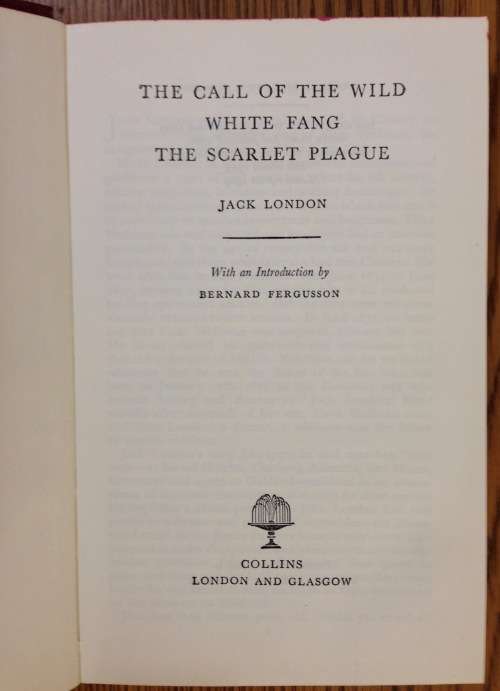 THE CALL OF THE WILD
WHITE FANG
THE SCARLET PLAGUE
JACK LONDON
With an Introduction by
BERNARD FERGUSSON
COLLINS
LONDON AND GLASGOW